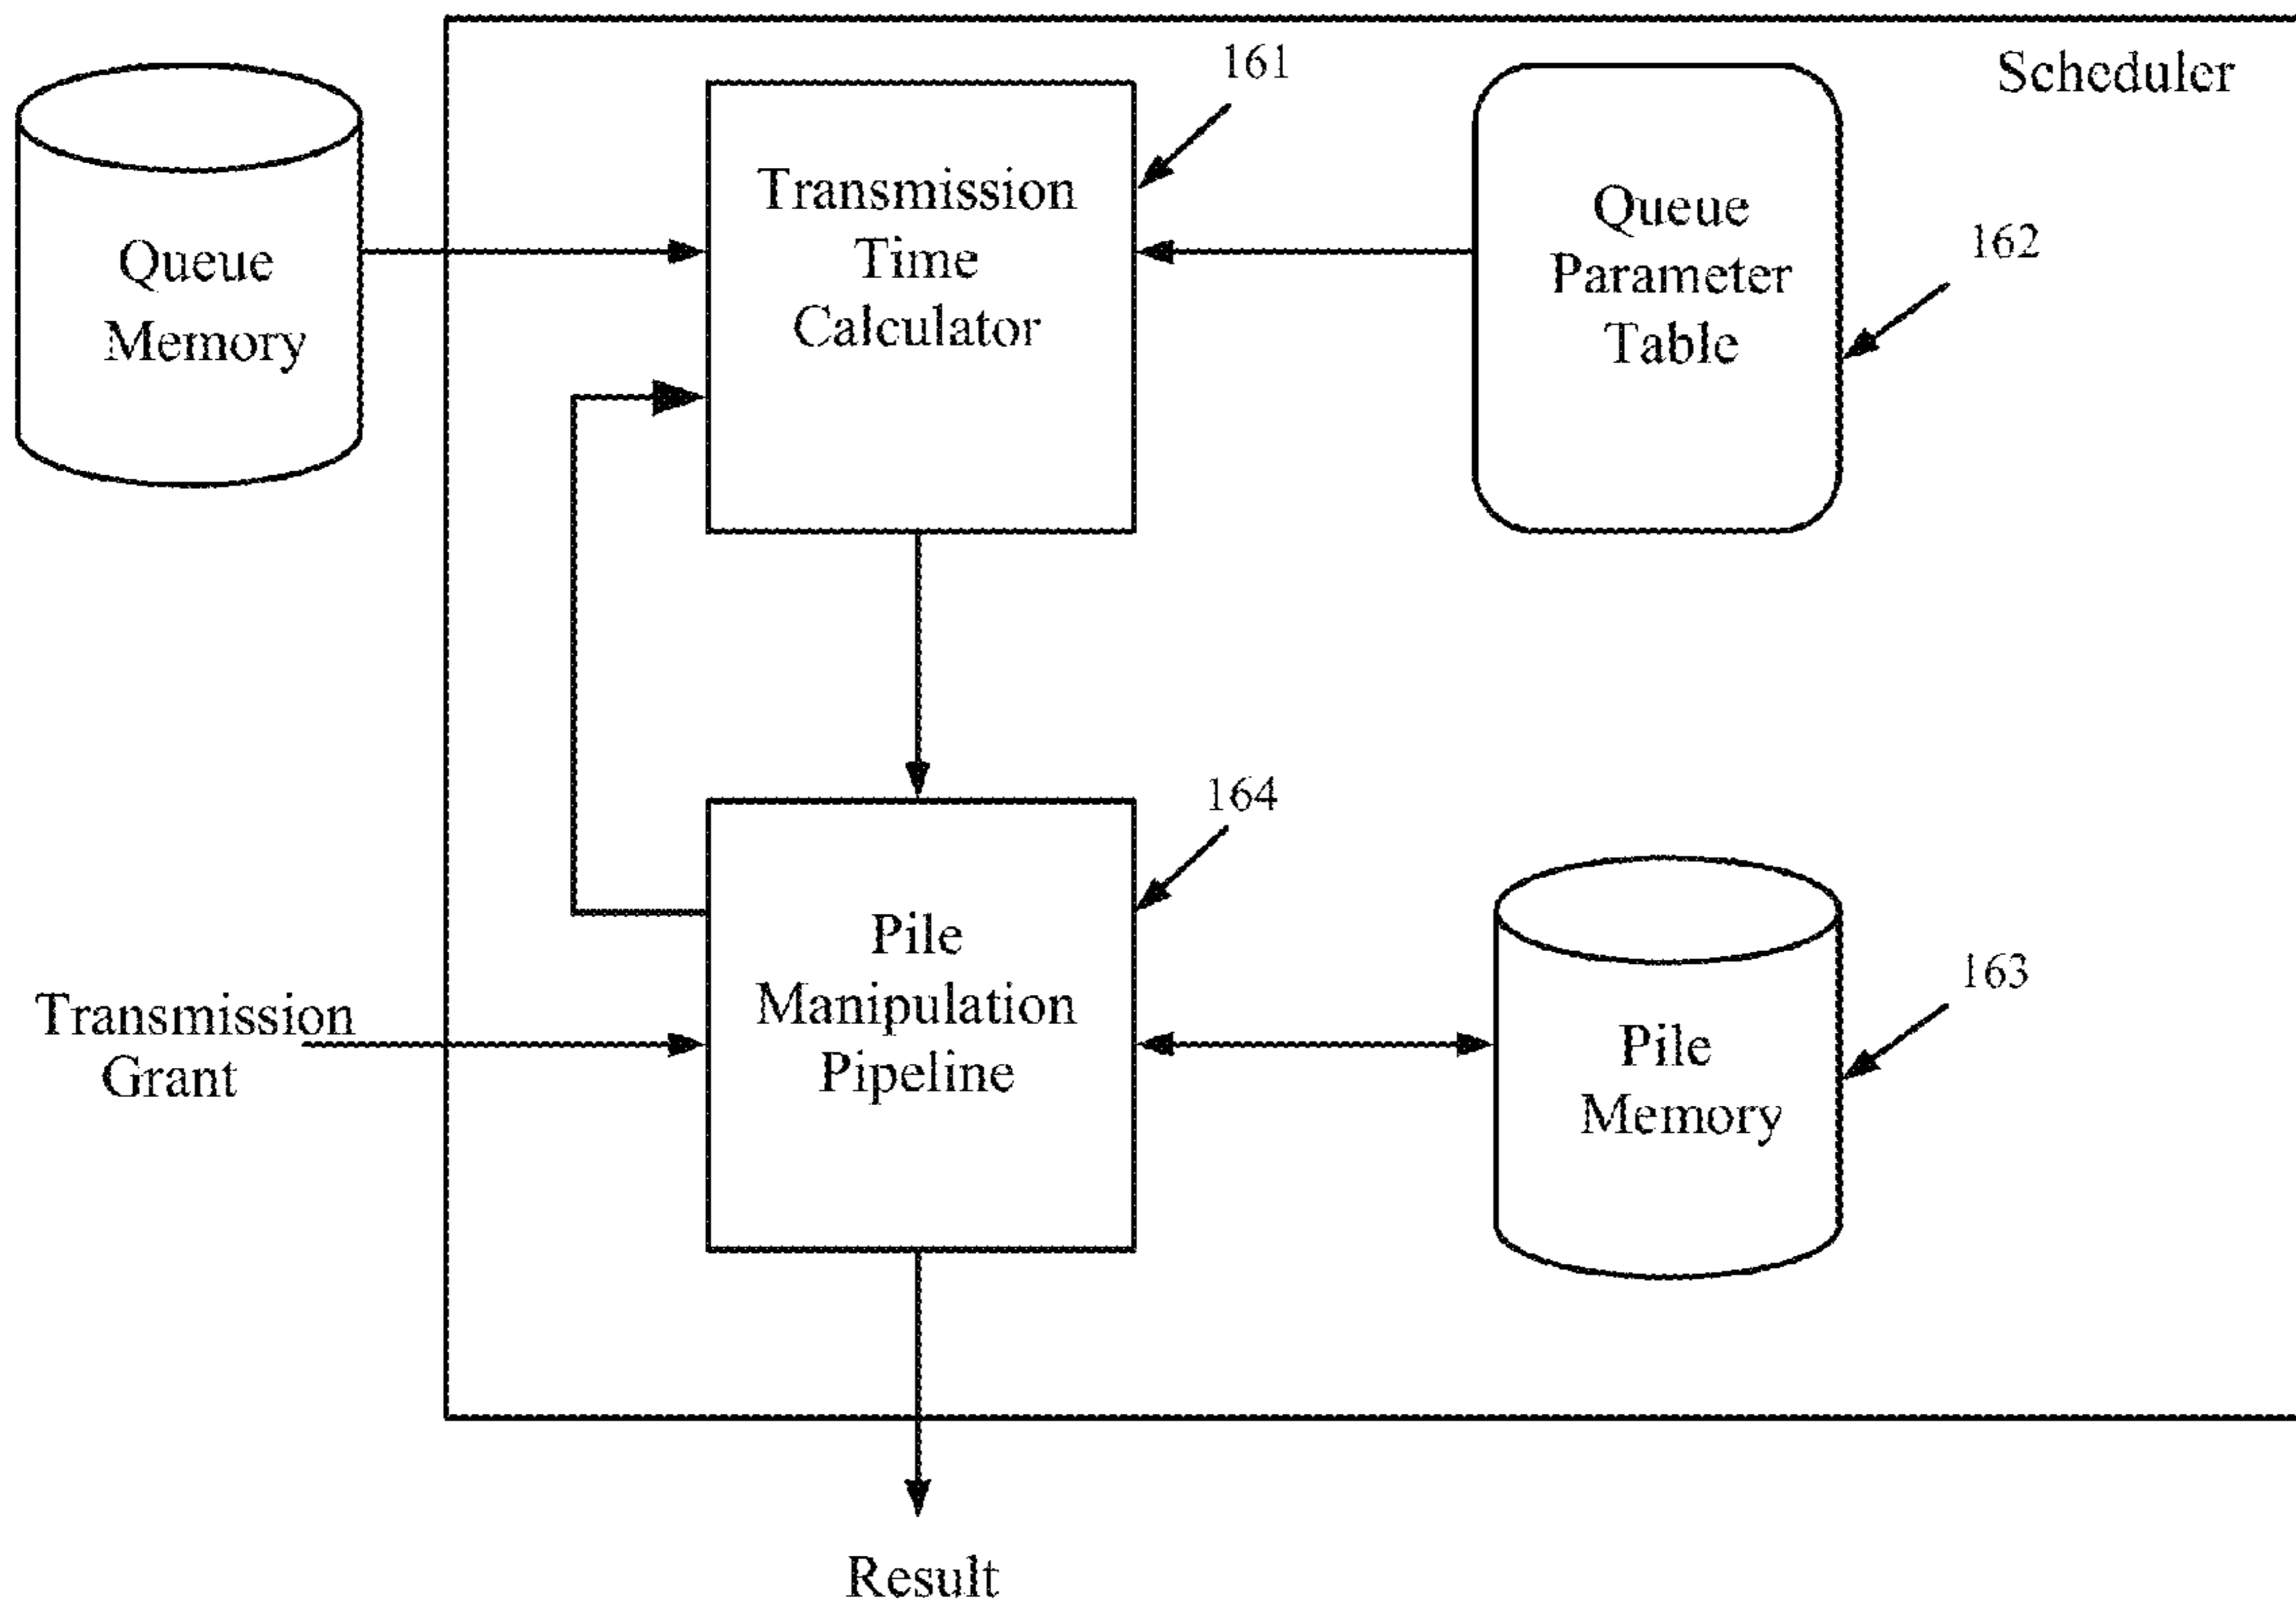 Scheduler
161
Queue
Memory
Transmission
Time
Calculator
Queue
Parameter
Table
162
164
Transmission
Grant
Pile
Manipulation
Pipeline
Pile
Memory
163
Result